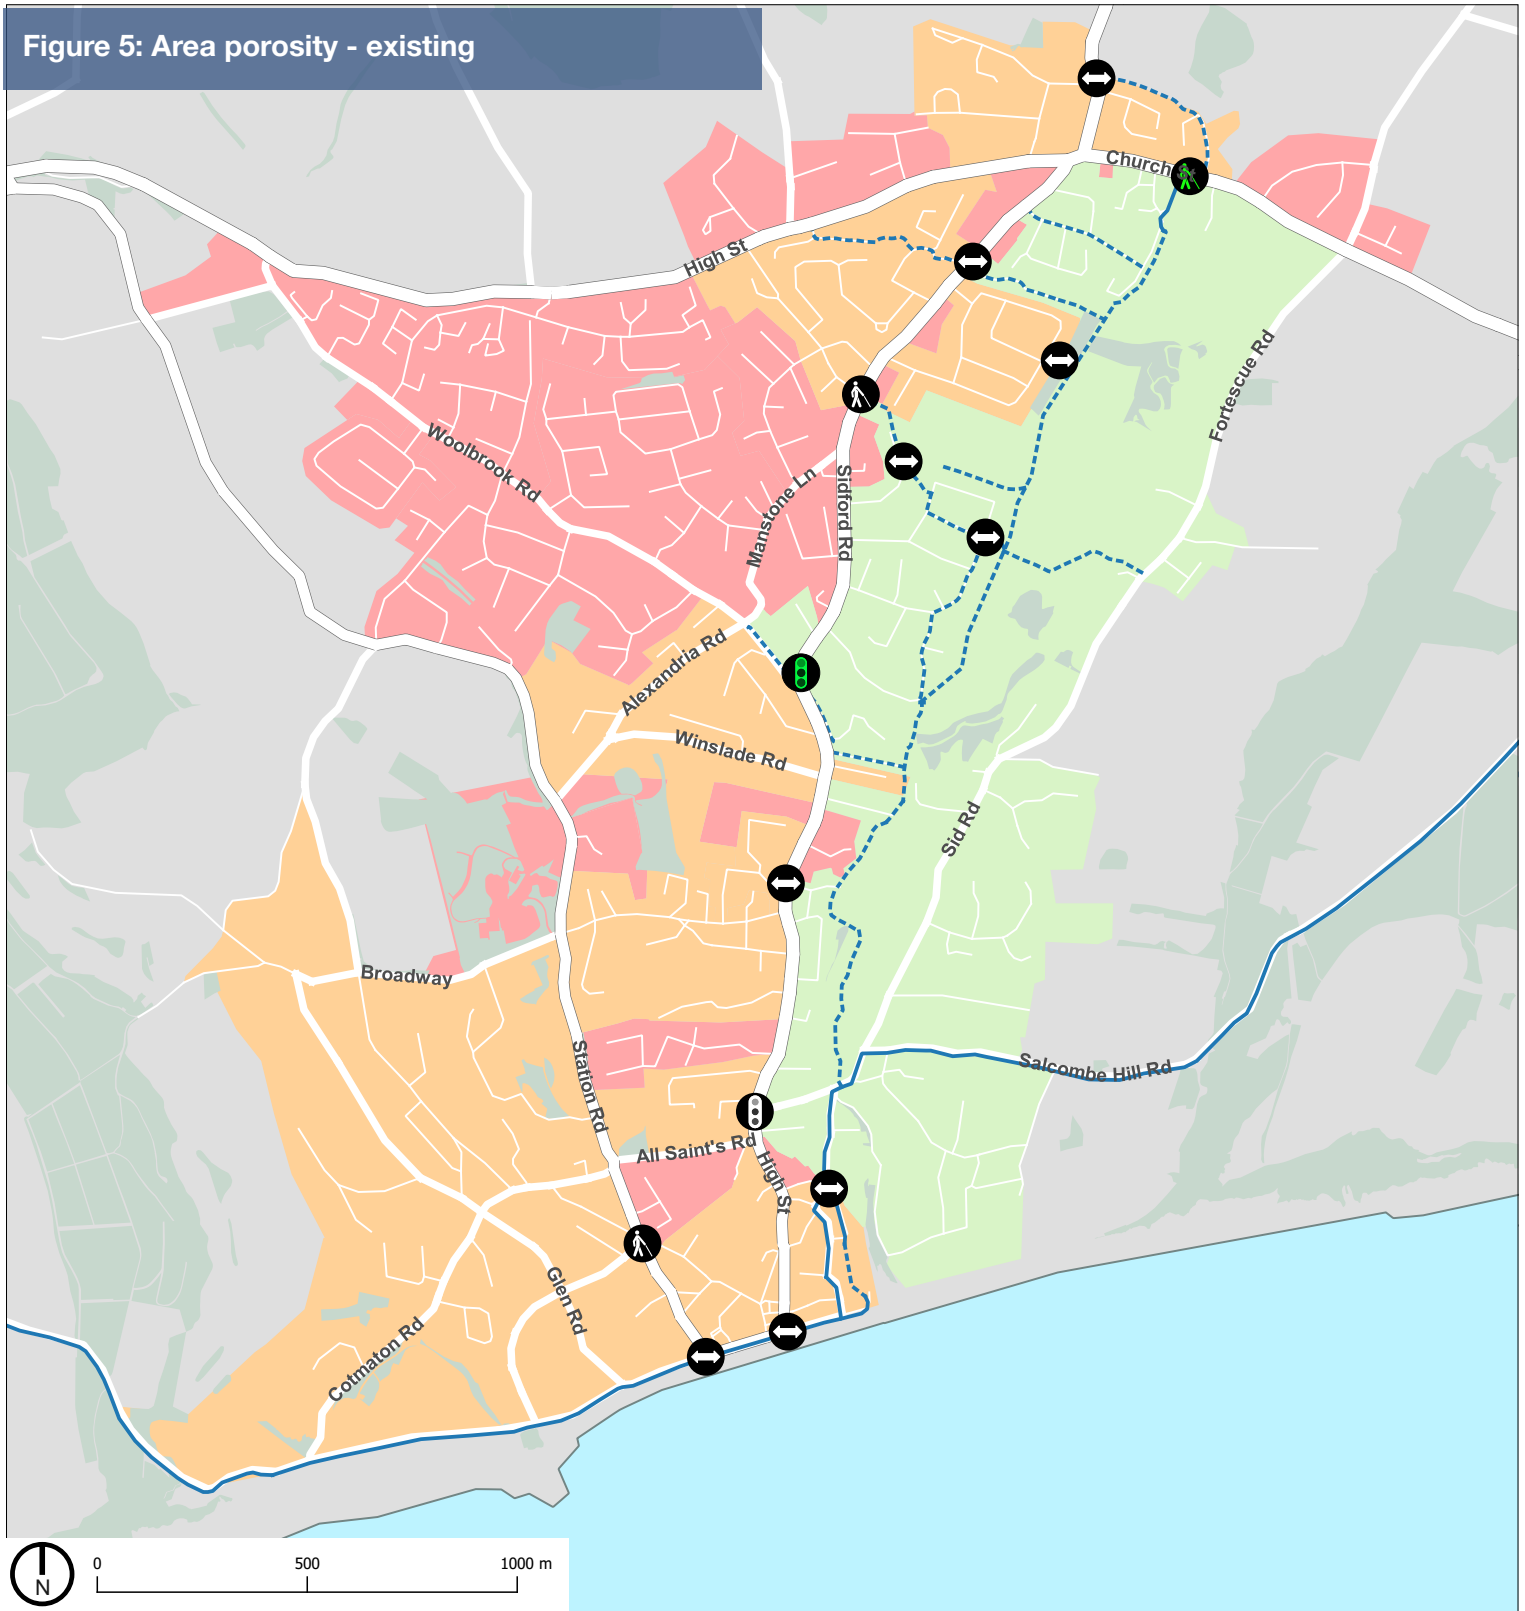 Figure 5: Area porosity - existing
Church St
High St
Fortescue Rd
Woolbrook Rd
Manstone Ln
Sidford Rd
Alexandria Rd
Winslade Rd
Sid Rd
Broadway
Station Rd
Salcombe Hill Rd
All Saint's Rd
High St
Glen Rd
Cotmaton Rd
0 500 1000 m
N